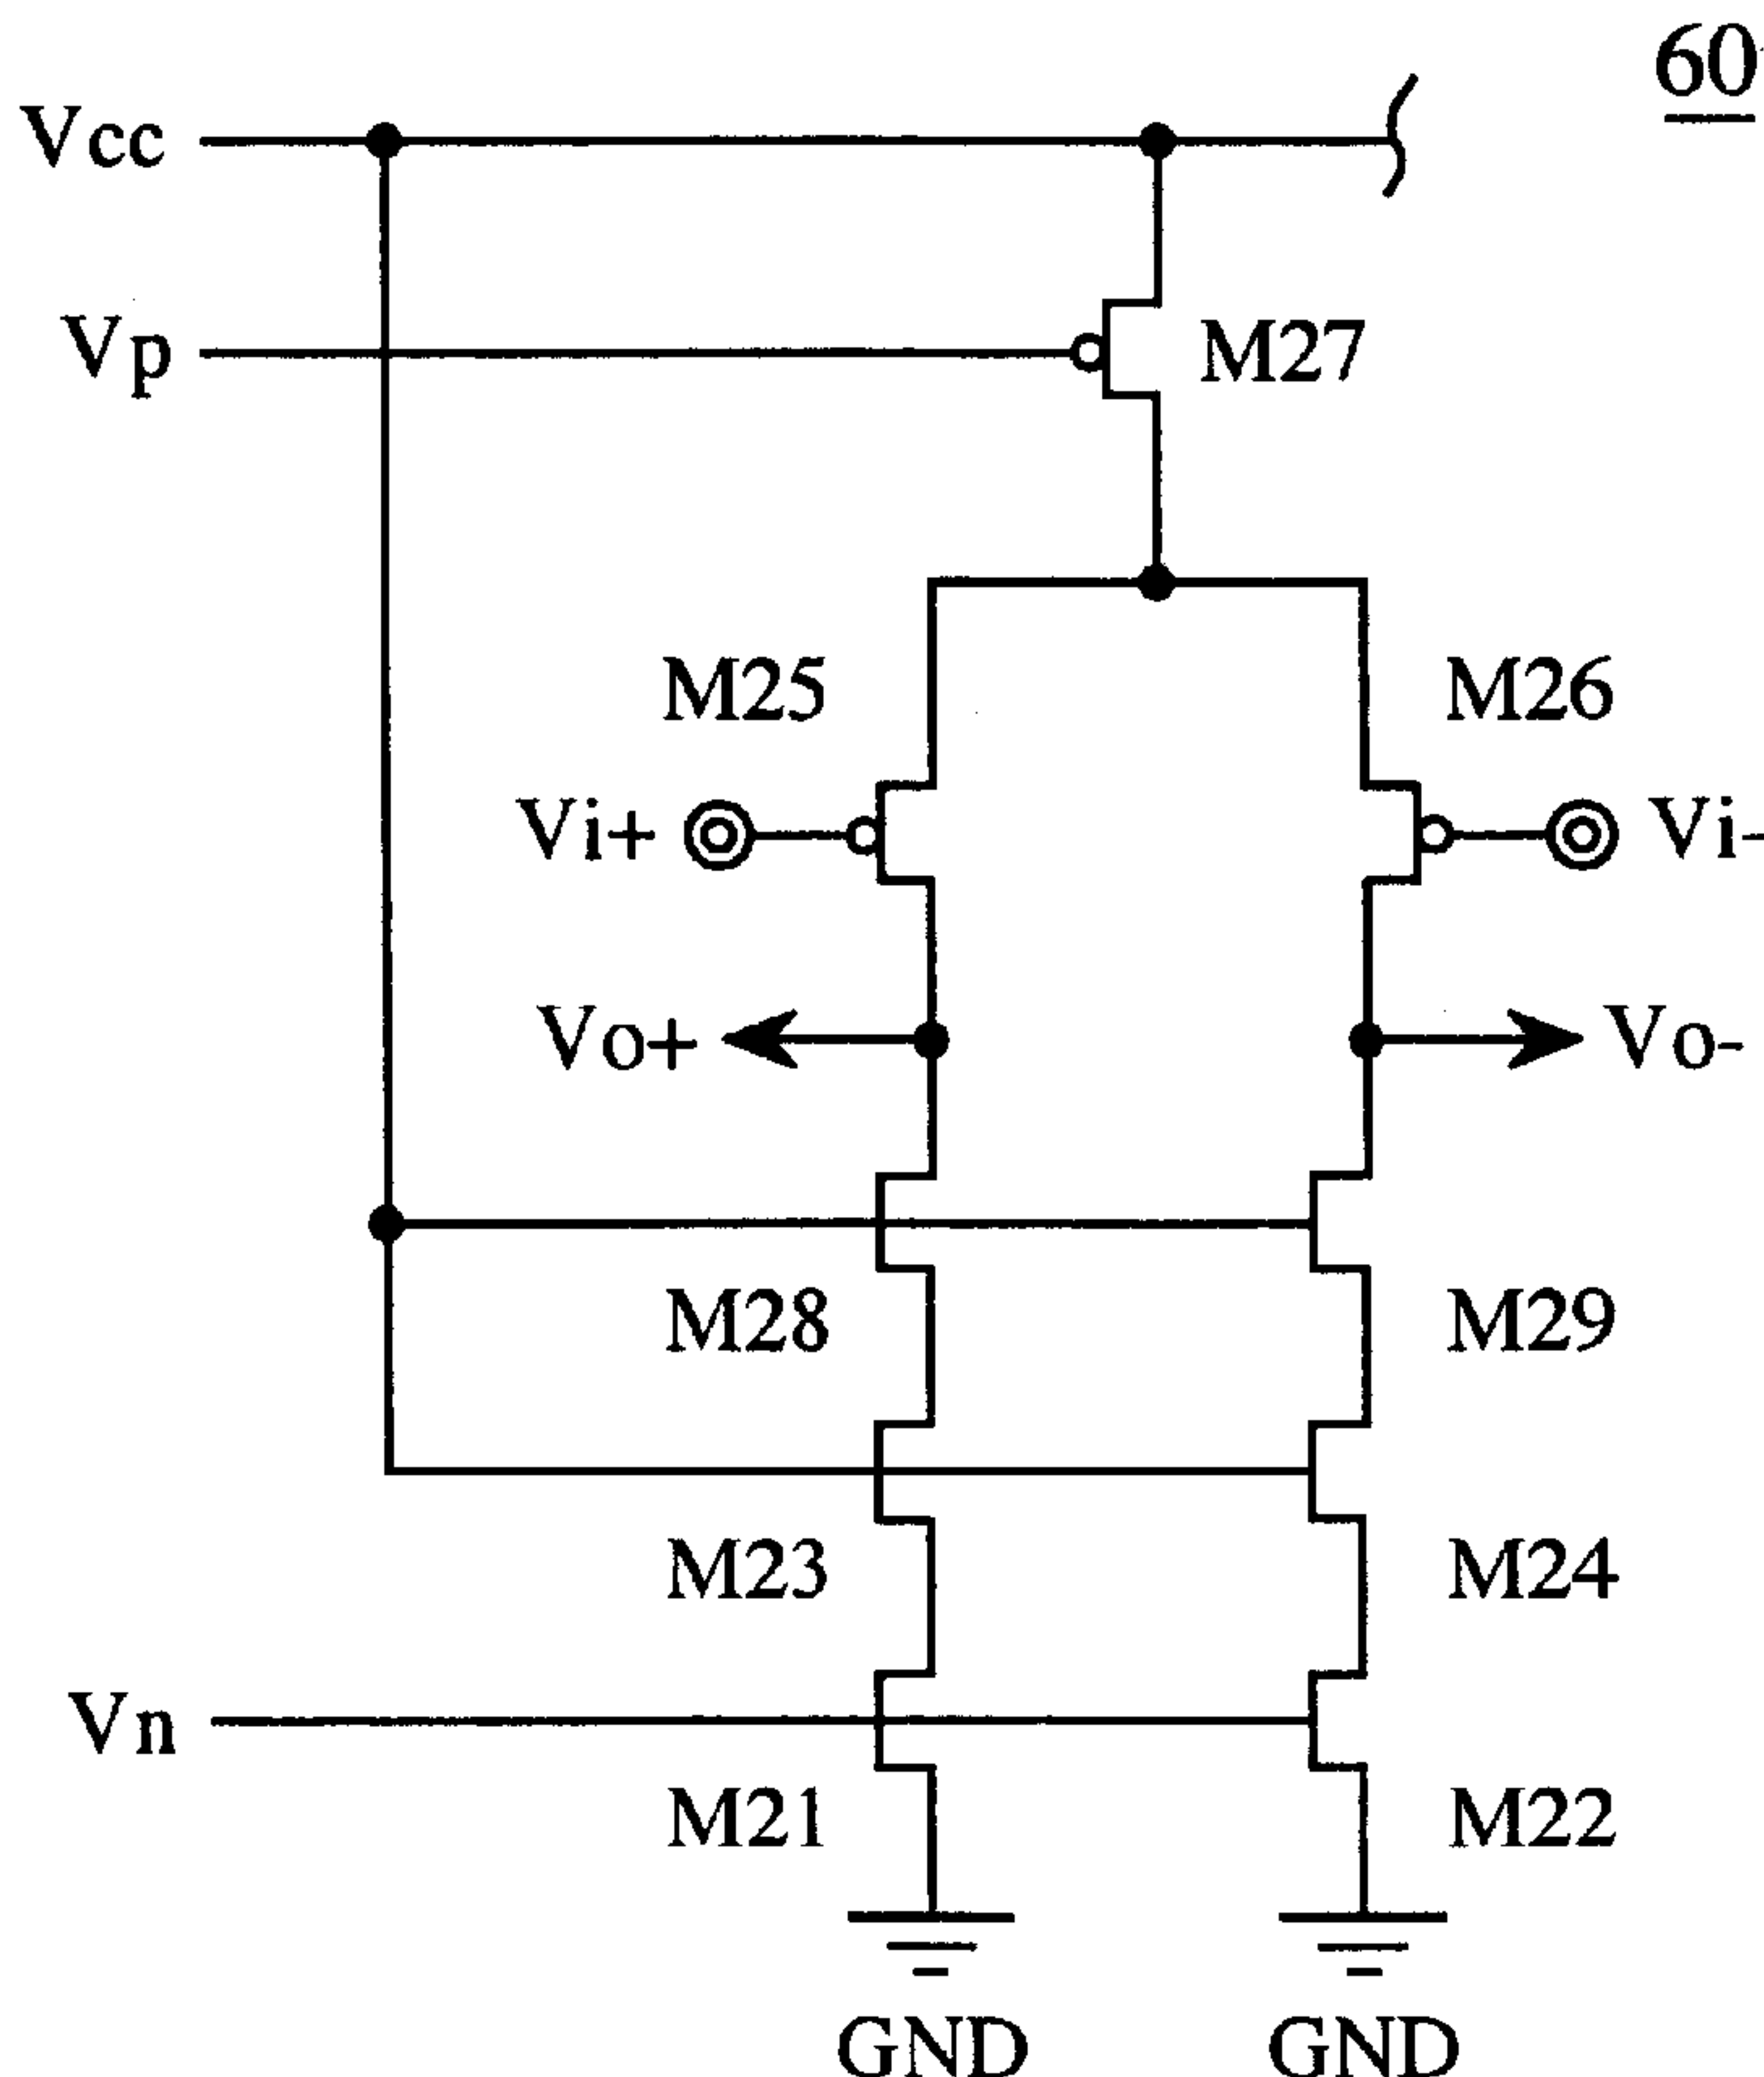 60
Vcc
Vp
M27
M25
M26
Vi+
Vi-
Vo+
Vo-
M28
M29
M23
M24
Vn
M21
M22
GND
GND